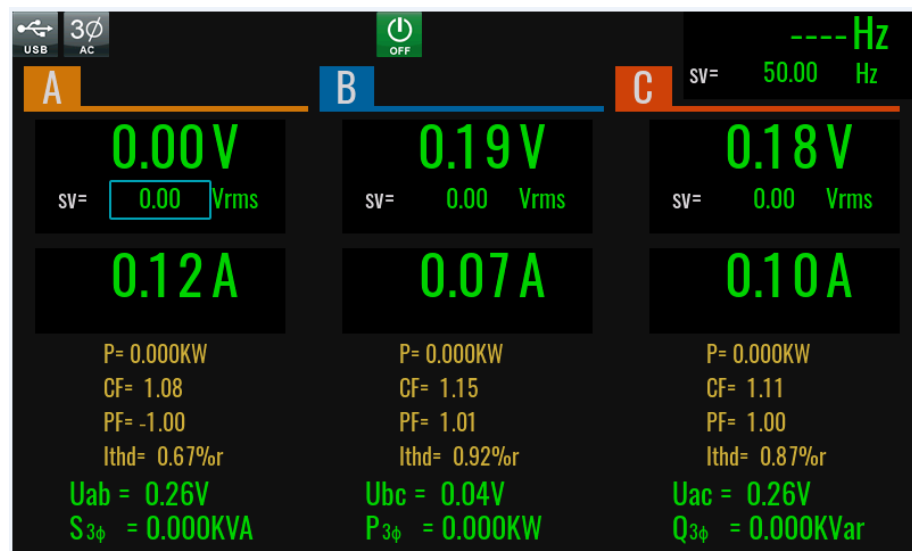 USB 3Ø AC OFF ----Hz
sv= 50.00 Hz
A B C
0.00V 0.19V 0.18V
sv= 0.00 Vrms sv= 0.00 Vrms sv= 0.00 Vrms
0.12A 0.07A 0.10A
P= 0.000KW P= 0.000KW P= 0.000KW
CF= 1.08 CF= 1.15 CF= 1.11
PF= -1.00 PF= 1.01 PF= 1.00
Ithd= 0.67%r Ithd= 0.92%r Ithd= 0.87%r
Uab = 0.26V Ubc = 0.04V Uac = 0.26V
S3ϕ = 0.000KVA P3ϕ = 0.000KW Q3ϕ = 0.000KVar